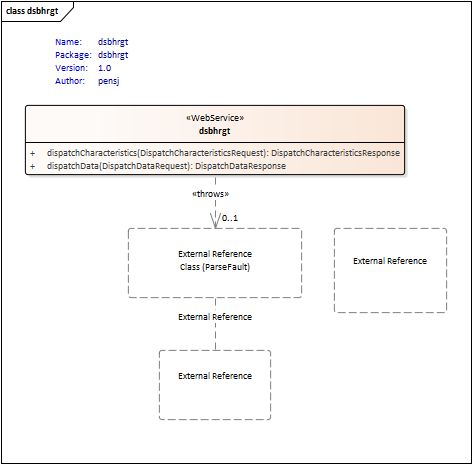 class dsbhrgt
Name: dsbhrgt
Package: dsbhrgt
Version: 1.0
Author: pensj
«WebService»
dsbhrgt
+ dispatchCharacteristics(DispatchCharacteristicsRequest): DispatchCharacteristicsResponse
+ dispatchData(DispatchDataRequest): DispatchDataResponse
«throws»
0..1
External Reference
Class (ParseFault)
External Reference
External Reference
External Reference